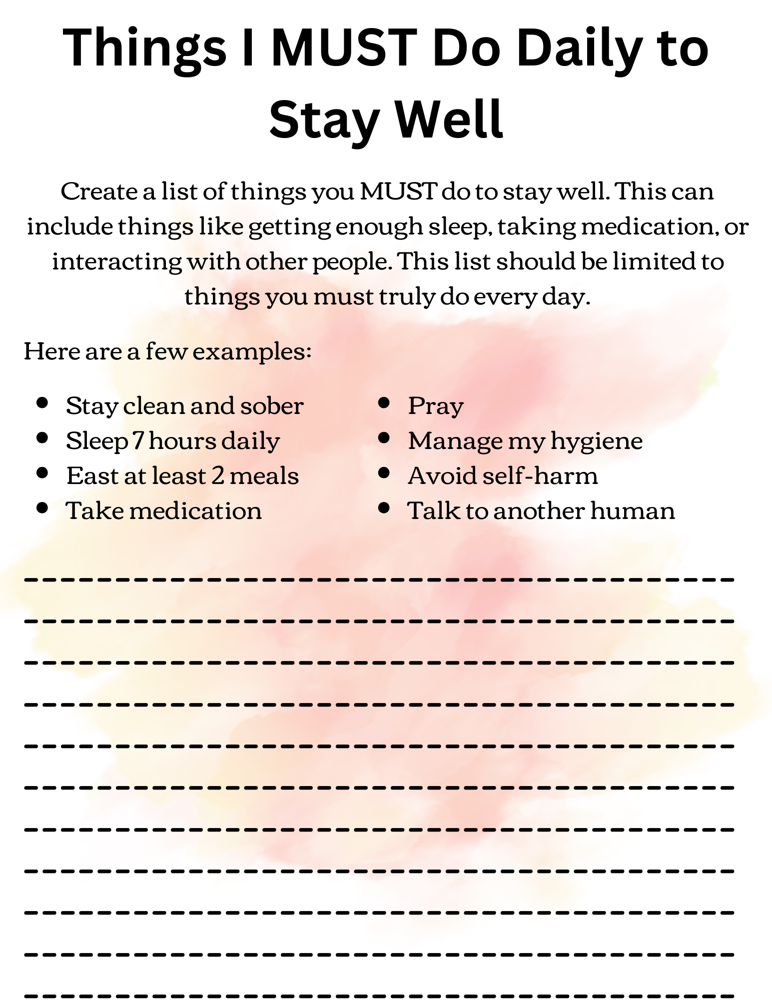 Things I MUST Do Daily to
Stay Well
Create a list of things you MUST do to stay well. This can
include things like getting enough sleep, taking medication, or
interacting with other people. This list should be limited to
things you must truly do every day.
Here are a few examples:
• Stay clean and sober
• Sleep 7 hours daily
• East at least 2 meals
• Take medication
• Pray
• Manage my hygiene
• Avoid self-harm
• Talk to another human